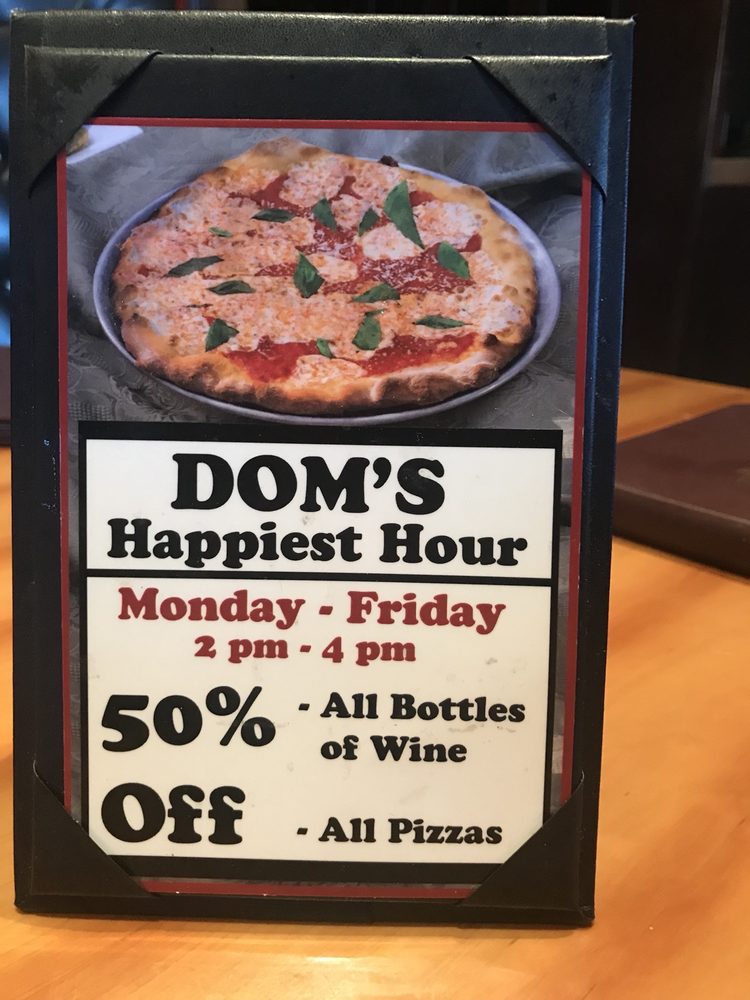 DOM'S
Happiest Hour
Monday - Friday
2 pm - 4 pm
50% - All Bottles
of Wine
Off - All Pizzas